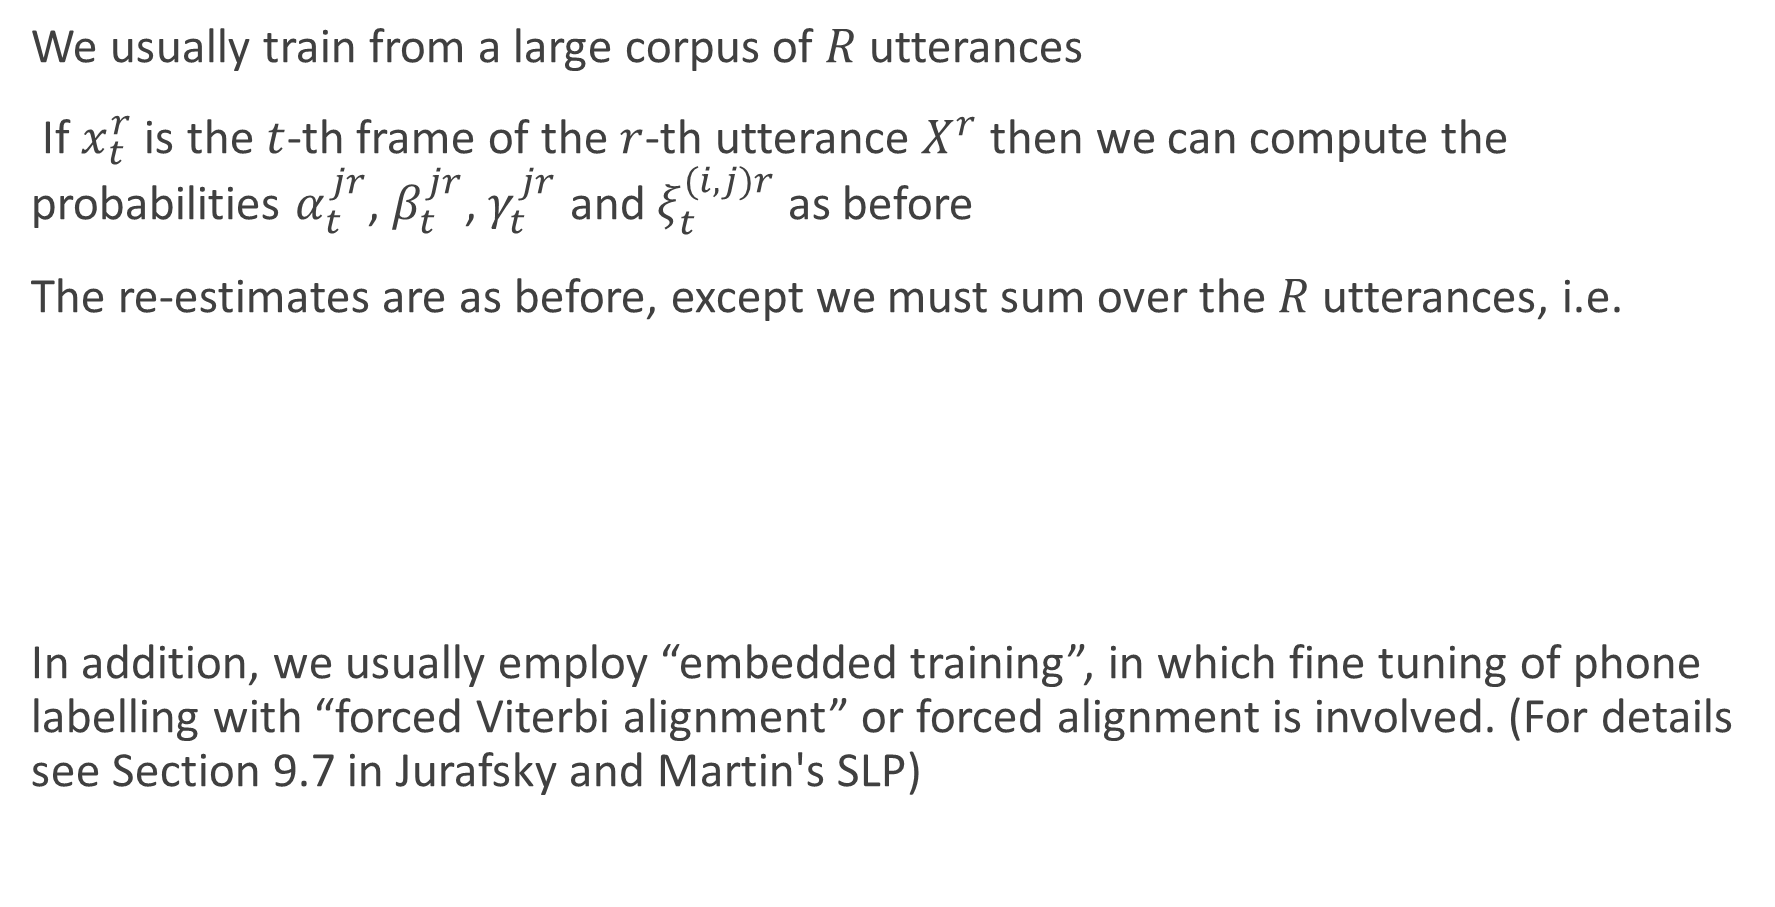 We usually train from a large corpus of R utterances
If x_t^r is the t-th frame of the r-th utterance X^r then we can compute the
probabilities α_t^{jr}, β_t^{jr}, γ_t^{jr} and ξ_t^{(i,j)r} as before
The re-estimates are as before, except we must sum over the R utterances, i.e.
In addition, we usually employ “embedded training”, in which fine tuning of phone
labelling with “forced Viterbi alignment” or forced alignment is involved. (For details
see Section 9.7 in Jurafsky and Martin's SLP)